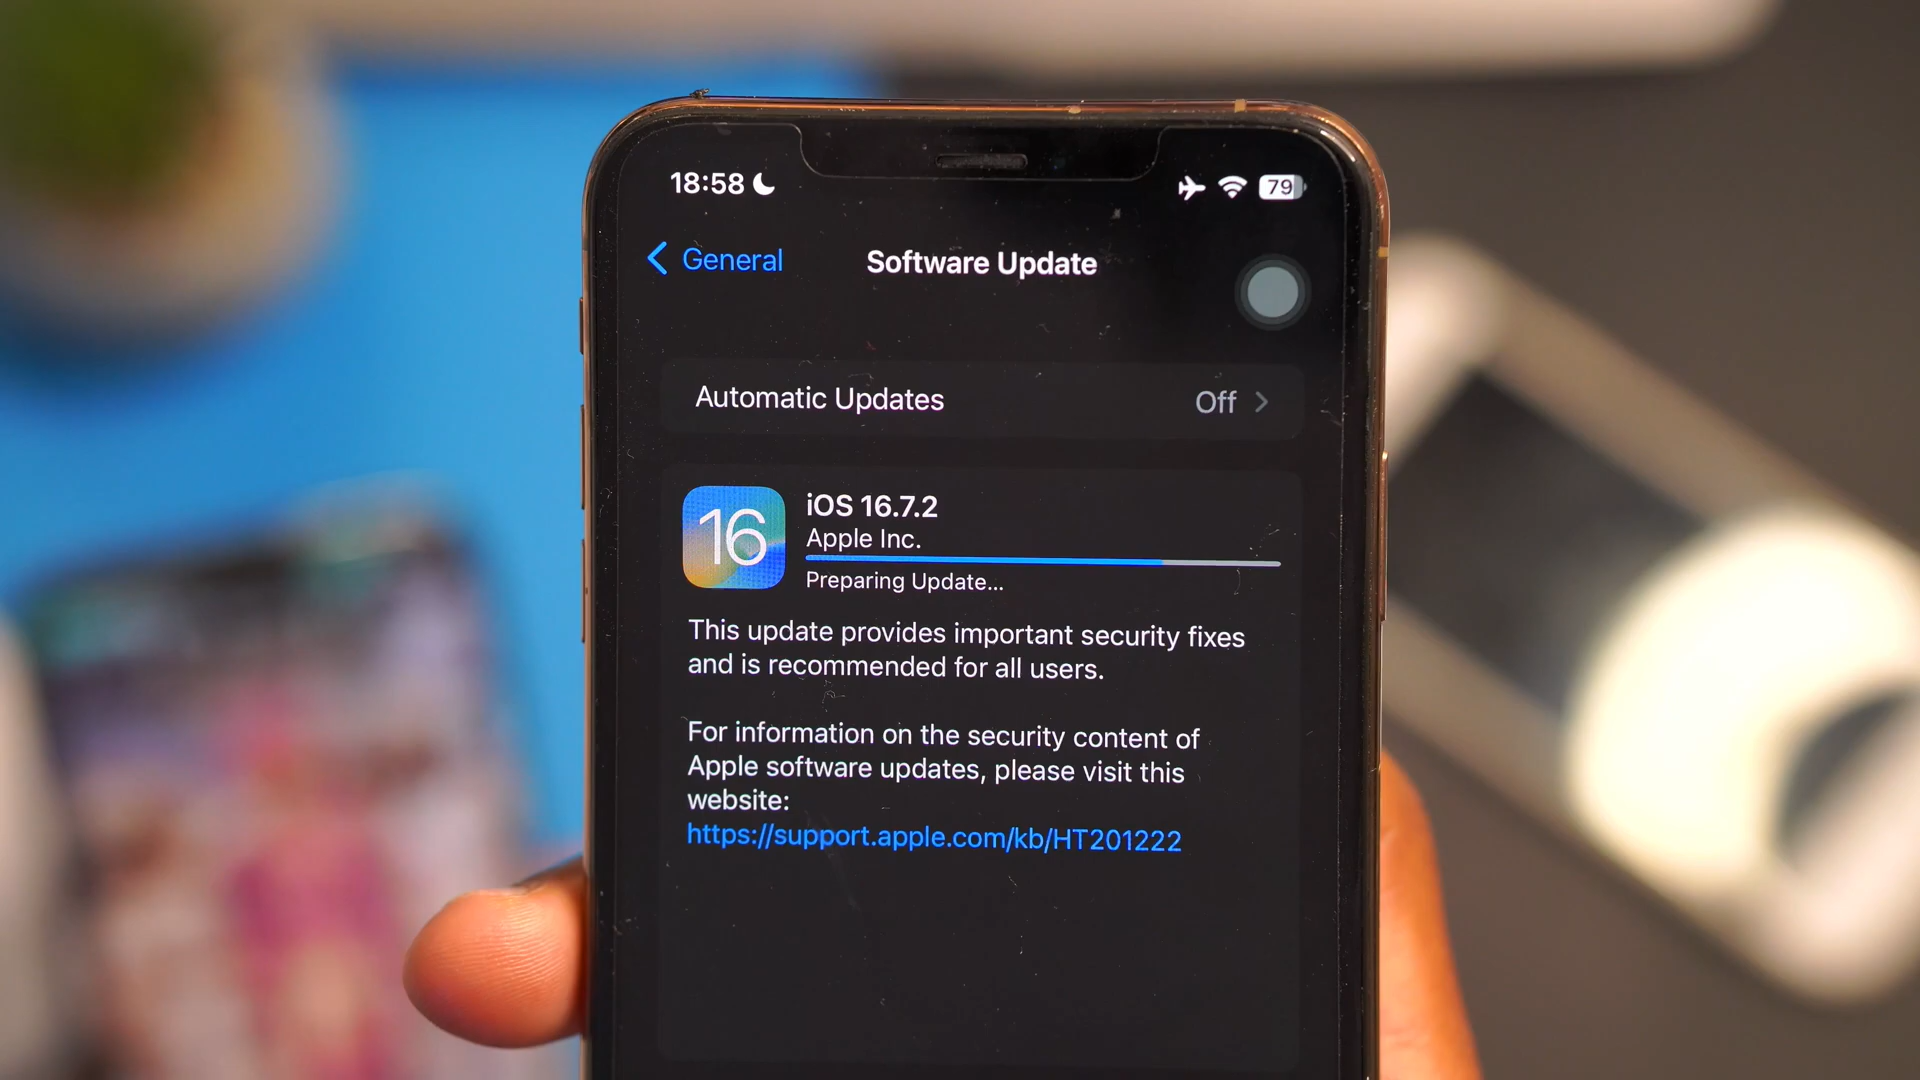 18:58
79
General
Software Update
Automatic Updates
Off
16
iOS 16.7.2
Apple Inc.
Preparing Update...
This update provides important security fixes
and is recommended for all users.
For information on the security content of
Apple software updates, please visit this
website:
https://support.apple.com/kb/HT201222